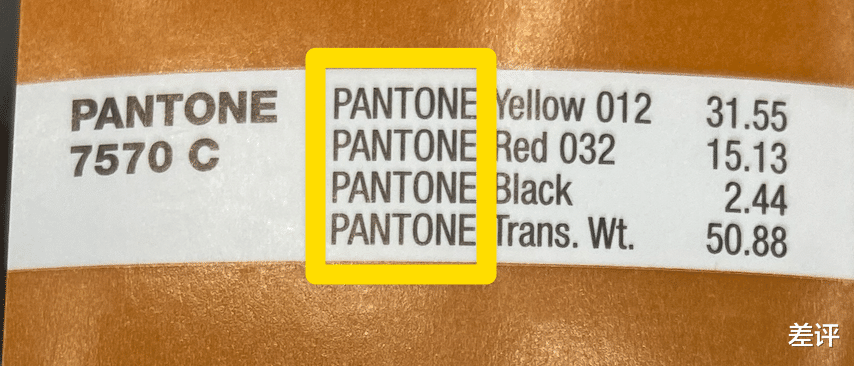 PANTONE
7570 C
PANTONE Yellow 012 31.55
PANTONE Red 032 15.13
PANTONE Black 2.44
PANTONE Trans. Wt. 50.88
差评